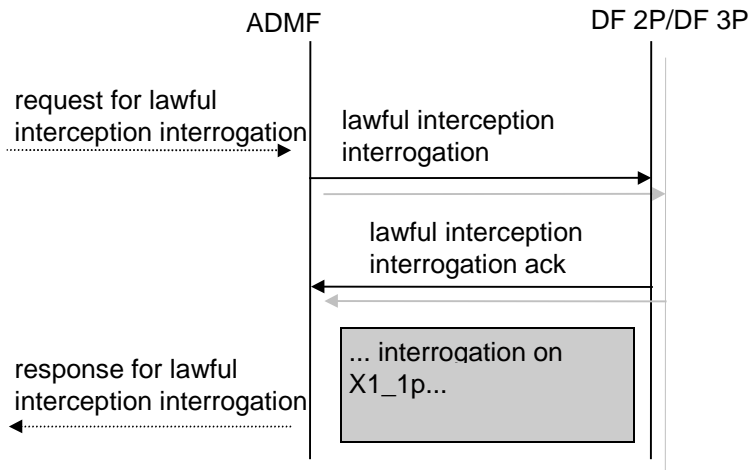 ADMF
DF 2P/DF 3P
request for lawful
interception interrogation
lawful interception
interrogation
lawful interception
interrogation ack
... interrogation on
X1_1p...
response for lawful
interception interrogation